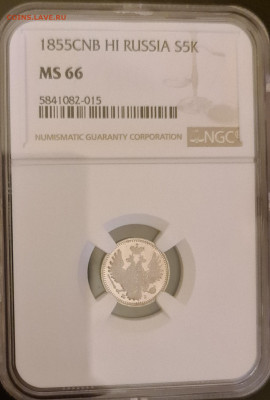 COINS.LAVE.RU
1855CNB HI RUSSIA S5K
MS 66
5841082-015
NUMISMATIC GUARANTY CORPORATION
NGC